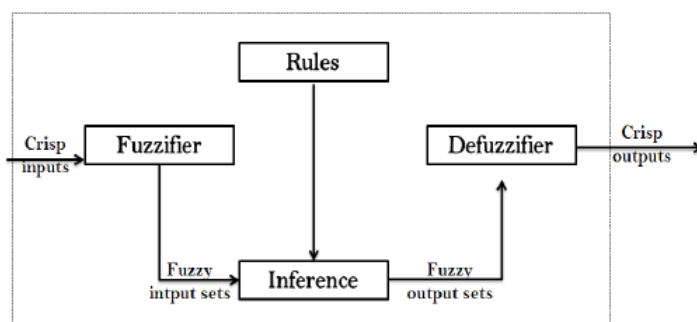 Rules
Crisp
inputs
Fuzzifier
Defuzzifier
Crisp
outputs
Fuzzy
intput sets
Inference
Fuzzy
output sets